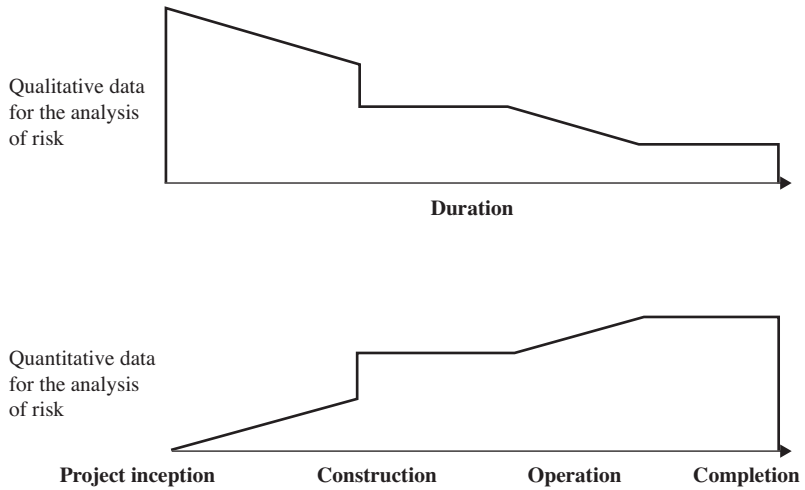 Qualitative data
for the analysis
of risk
Duration
Quantitative data
for the analysis
of risk
Project inception Construction Operation Completion